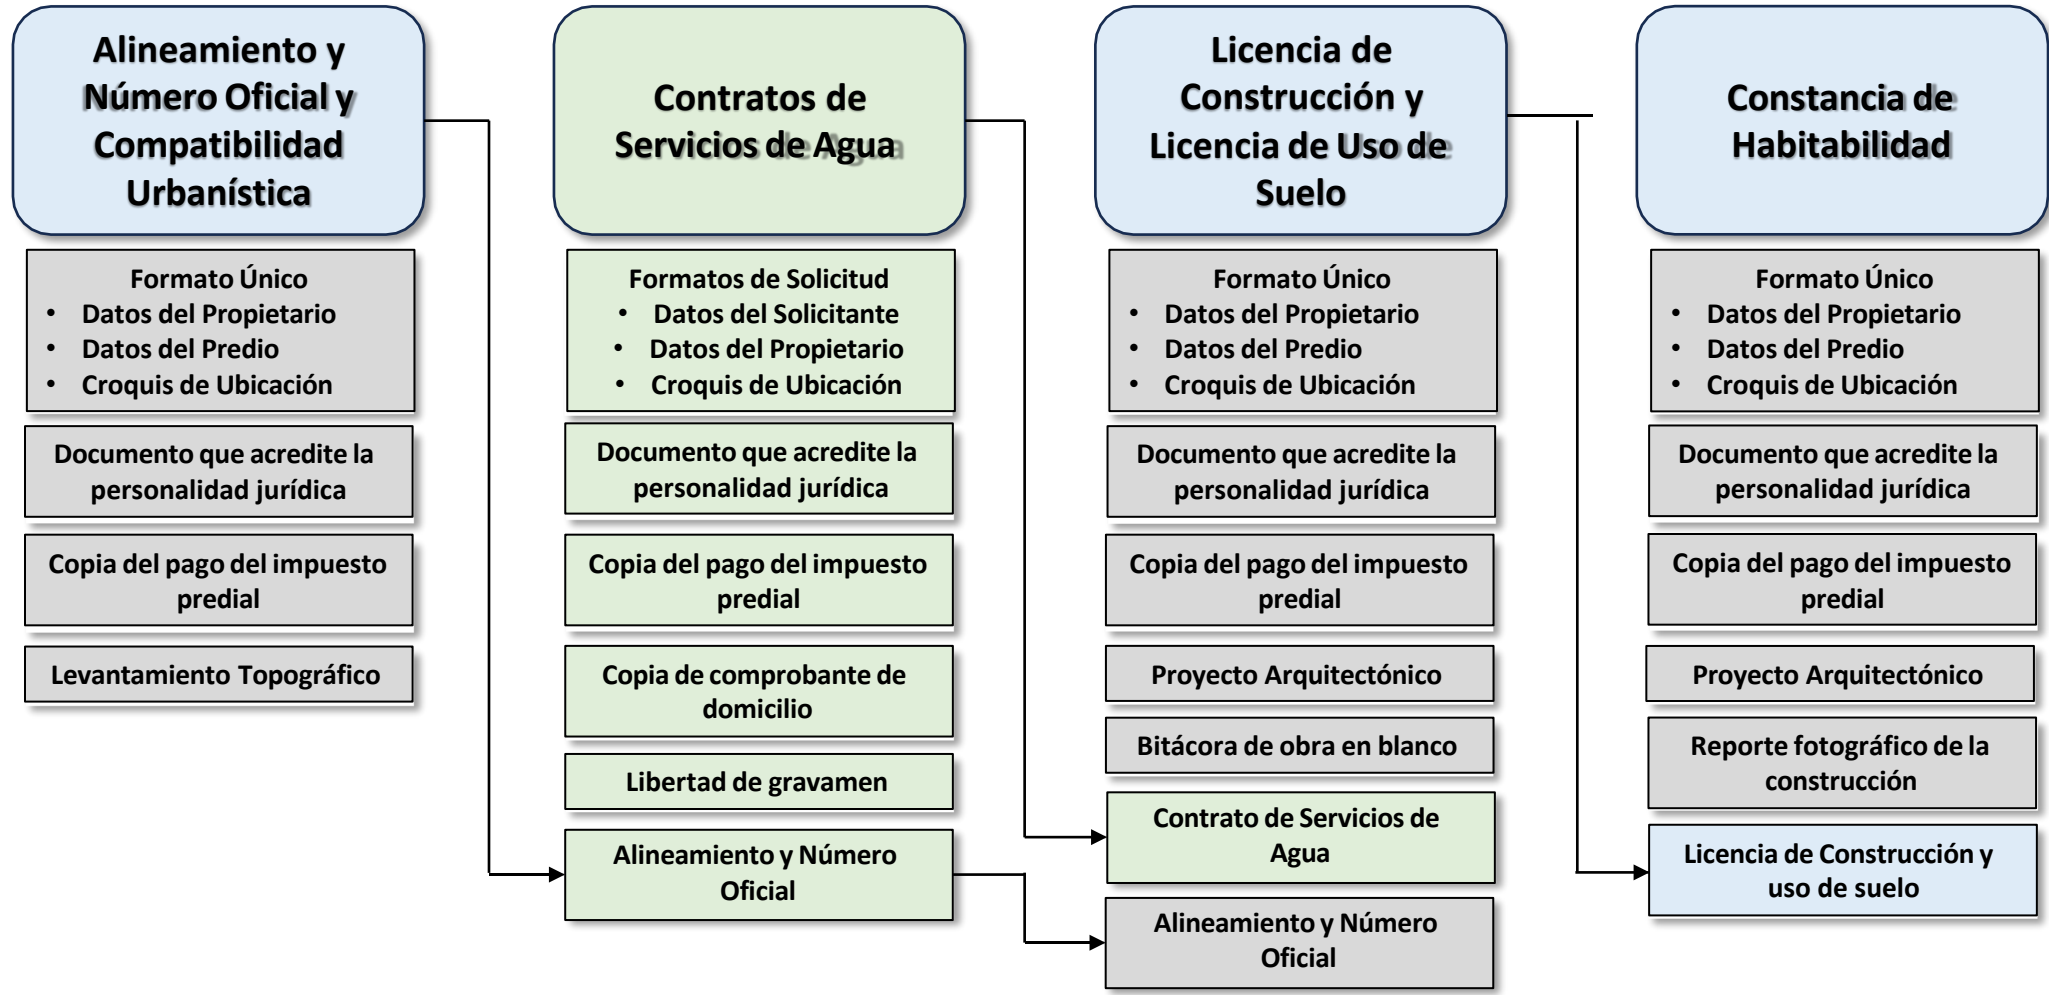 Alineamiento y
Número Oficial y
Compatibilidad
Urbanística
Formato Único
• Datos del Propietario
• Datos del Predio
• Croquis de Ubicación
Documento que acredite la
personalidad jurídica
Copia del pago del impuesto
predial
Levantamiento Topográfico
Contratos de
Servicios de Agua
Formatos de Solicitud
• Datos del Solicitante
• Datos del Propietario
• Croquis de Ubicación
Documento que acredite la
personalidad jurídica
Copia del pago del impuesto
predial
Copia de comprobante de
domicilio
Libertad de gravamen
Alineamiento y Número
Oficial
Licencia de
Construcción y
Licencia de Uso de
Suelo
Formato Único
• Datos del Propietario
• Datos del Predio
• Croquis de Ubicación
Documento que acredite la
personalidad jurídica
Copia del pago del impuesto
predial
Proyecto Arquitectónico
Bitácora de obra en blanco
Contrato de Servicios de
Agua
Alineamiento y Número
Oficial
Constancia de
Habitabilidad
Formato Único
• Datos del Propietario
• Datos del Predio
• Croquis de Ubicación
Documento que acredite la
personalidad jurídica
Copia del pago del impuesto
predial
Proyecto Arquitectónico
Reporte fotográfico de la
construcción
Licencia de Construcción y
uso de suelo